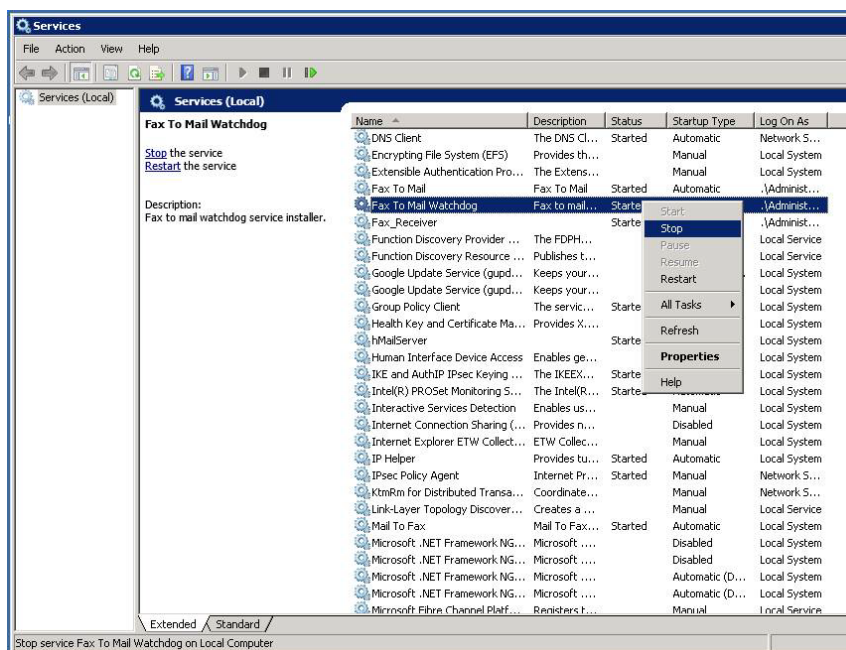 Services
File Action View Help
Services (Local)
Services (Local)
Fax To Mail Watchdog
Stop the service
Restart the service
Description:
Fax to mail watchdog service installer.
Name Description Status Startup Type Log On As
DNS Client The DNS Cl... Started Automatic Network S...
Encrypting File System (EFS) Provides th... Manual Local System
Extensible Authentication Pro... The Extens... Manual Local System
Fax To Mail Fax To Mail Started Automatic .\Administ...
Fax To Mail Watchdog Fax to mail... Starte .\Administ...
Fax_Receiver Starte .\Administ...
Function Discovery Provider ... The FDPH... Local Service
Function Discovery Resource ... Publishes t... Local Service
Google Update Service (gupd... Keeps your... Local System
Google Update Service (gupd... Keeps your... Local System
Group Policy Client The servic... Starte Local System
Health Key and Certificate Ma... Provides X.... Local System
hMailServer Starte Local System
Human Interface Device Access Enables ge... Local System
IKE and AuthIP IPsec Keying ... The IKEEX... Starte Local System
Intel(R) PROSet Monitoring S... The Intel(R... Starte Local System
Interactive Services Detection Enables us... Manual Local System
Internet Connection Sharing (... Provides n... Disabled Local System
Internet Explorer ETW Collect... ETW Collec... Manual Local System
IP Helper Provides tu... Started Automatic Local System
IPsec Policy Agent Internet Pr... Started Manual Network S...
KtmRm for Distributed Transa... Coordinate... Manual Network S...
Link-Layer Topology Discover... Creates a ... Manual Local Service
Mail To Fax Mail To Fax... Started Automatic Local System
Microsoft .NET Framework NG... Microsoft .... Disabled Local System
Microsoft .NET Framework NG... Microsoft .... Disabled Local System
Microsoft .NET Framework NG... Microsoft .... Automatic (D... Local System
Microsoft .NET Framework NG... Microsoft .... Automatic (D... Local System
Microsoft Fibre Channel Platf... Registers t... Manual Local Service
Start
Stop
Pause
Resume
Restart
All Tasks
Refresh
Properties
Help
Extended Standard
Stop service Fax To Mail Watchdog on Local Computer